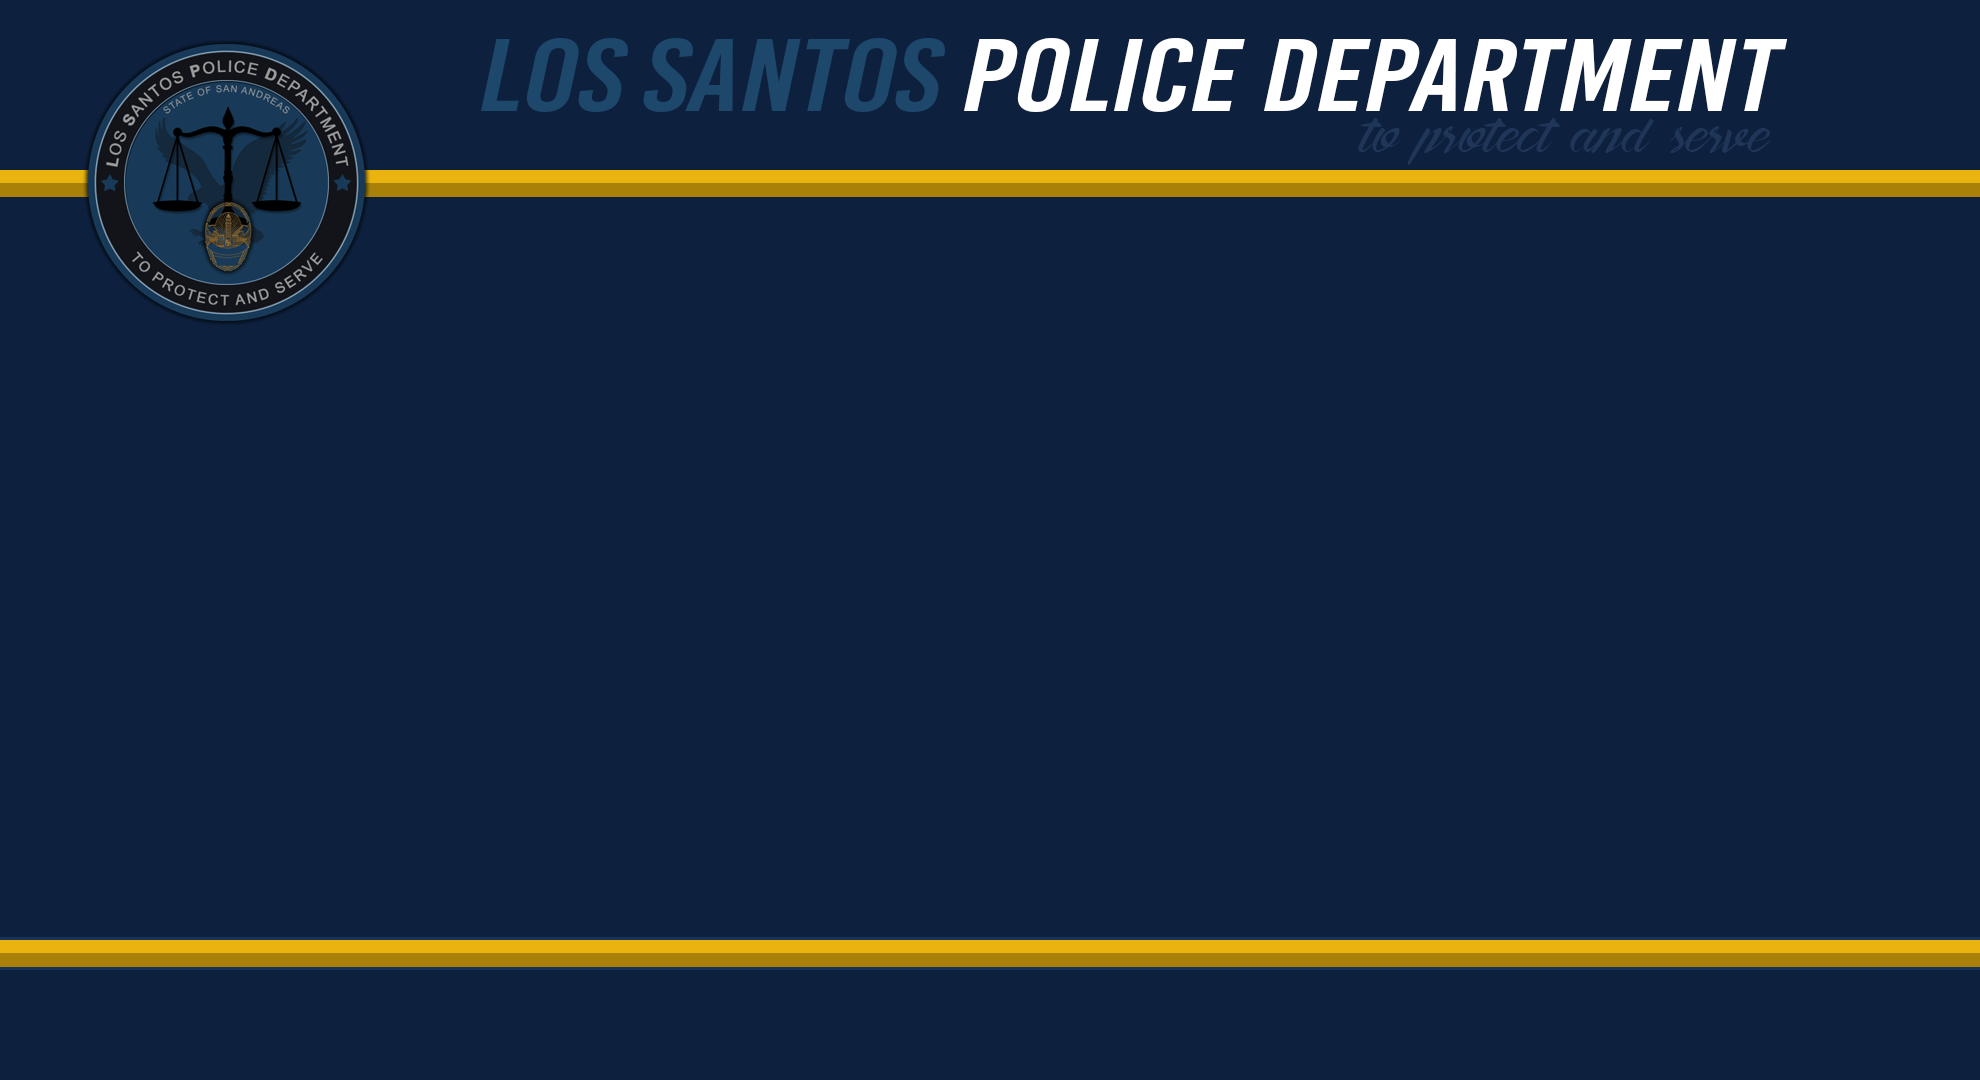 LOS SANTOS POLICE DEPARTMENT
to protect and serve
LOS SANTOS POLICE DEPARTMENT
STATE OF SAN ANDREAS
TO PROTECT AND SERVE